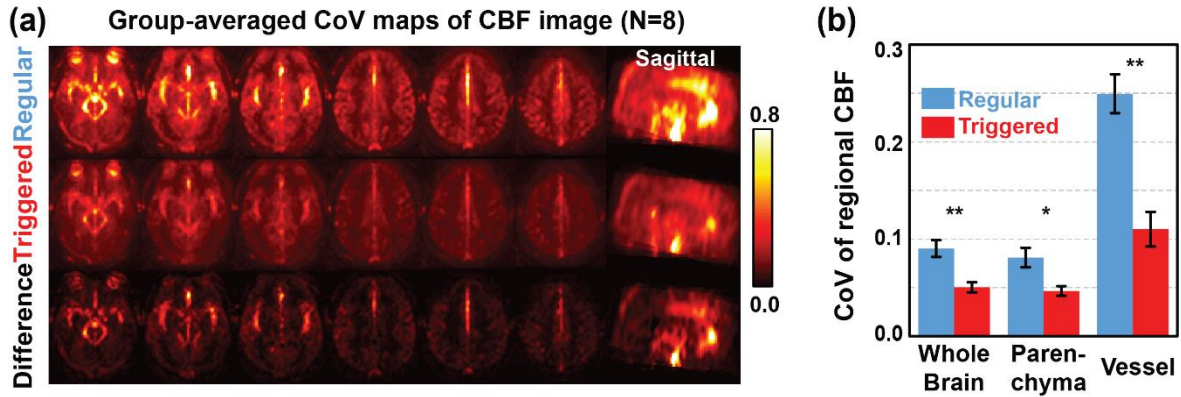 (a) Group-averaged CoV maps of CBF image (N=8)
Regular
Triggered
Difference
Sagittal
0.8
0.0
(b)
CoV of regional CBF
0.3
0.2
0.1
0.0
Regular
Triggered
**
*
**
Whole
Brain
Paren-
chyma
Vessel